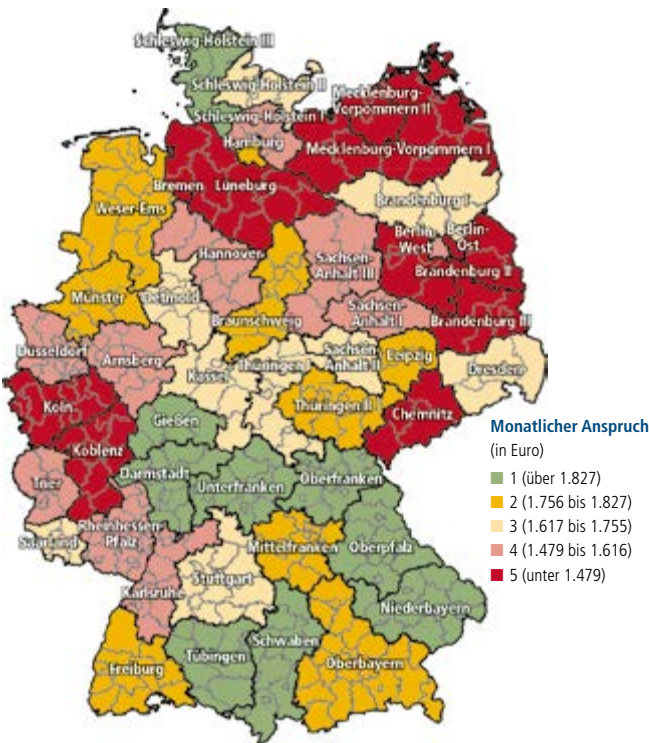 Schleswig-Holstein III
Schleswig-Holstein II
Mecklenburg-
Vorpommern II
Schleswig-Holstein I
Hamburg
Mecklenburg-Vorpommern I
Bremen
Lüneburg
Weser-Ems
Brandenburg I
Berlin-
West
Berlin-
Ost
Hannover
Sachsen-
Anhalt III
Brandenburg II
Münster
Detmold
Braunschweig
Sachsen-
Anhalt I
Brandenburg III
Düsseldorf
Arnsberg
Kassel
Thüringen I
Sachsen-
Anhalt II
Leipzig
Dresden
Köln
Gießen
Thüringen II
Chemnitz
Koblenz
Darmstadt
Unterfranken
Oberfranken
Trier
Rheinhessen-
Pfalz
Saarland
Mittelfranken
Oberpfalz
Stuttgart
Karlsruhe
Niederbayern
Freiburg
Tübingen
Schwaben
Oberbayern
Monatlicher Anspruch
(in Euro)
1 (über 1.827)
2 (1.756 bis 1.827)
3 (1.617 bis 1.755)
4 (1.479 bis 1.616)
5 (unter 1.479)